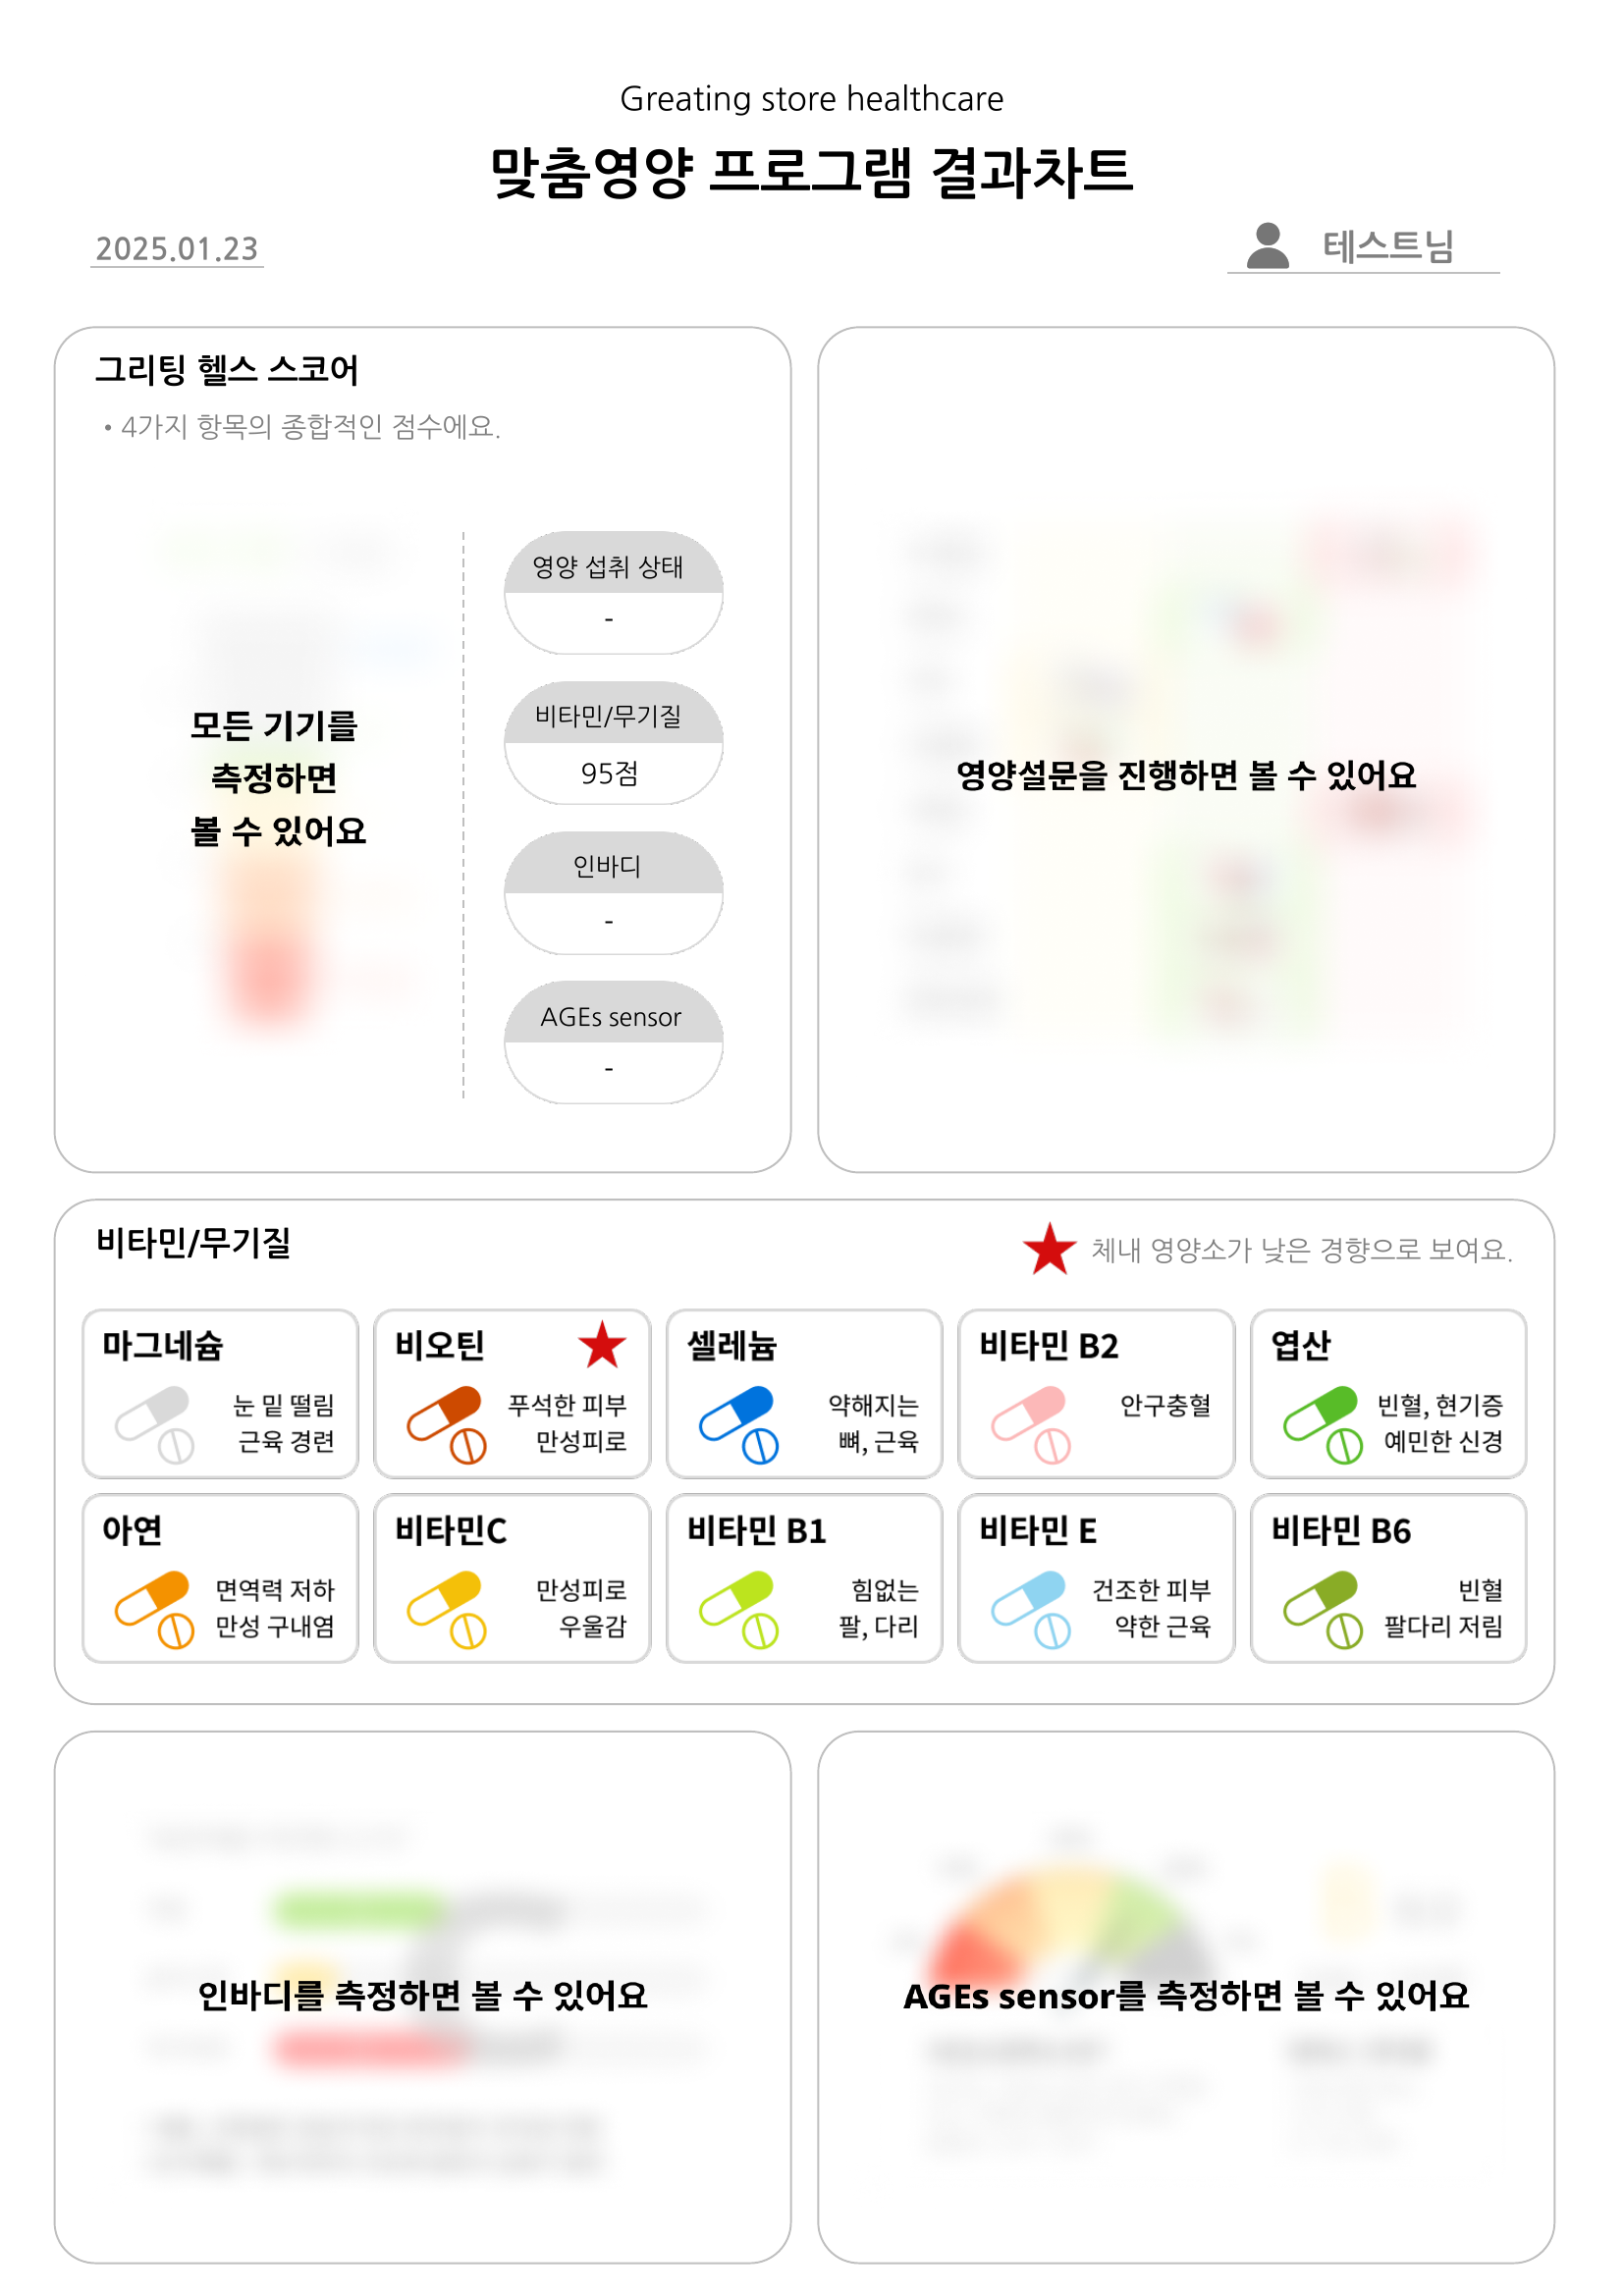 Greating store healthcare
맞춤영양 프로그램 결과차트
2025.01.23
테스트님
그리팅 헬스 스코어
• 4가지 항목의 종합적인 점수에요.
모든 기기를
측정하면
볼 수 있어요
영양 섭취 상태
-
비타민/무기질
95점
인바디
-
AGEs sensor
-
영양설문을 진행하면 볼 수 있어요
비타민/무기질
체내 영양소가 낮은 경향으로 보여요.
마그네슘
눈 밑 떨림
근육 경련
비오틴
푸석한 피부
만성피로
셀레늄
약해지는
뼈, 근육
비타민 B2
안구충혈
엽산
빈혈, 현기증
예민한 신경
아연
면역력 저하
만성 구내염
비타민C
만성피로
우울감
비타민 B1
힘없는
팔, 다리
비타민 E
건조한 피부
약한 근육
비타민 B6
빈혈
팔다리 저림
인바디를 측정하면 볼 수 있어요
AGEs sensor를 측정하면 볼 수 있어요